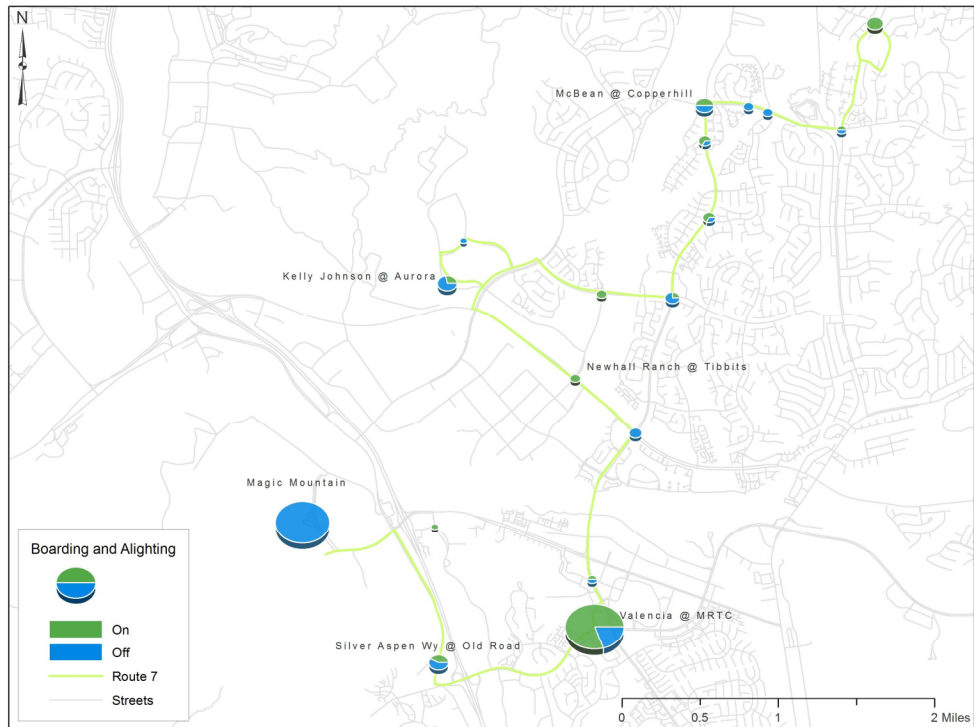 N
McBean @ Copperhill
Kelly Johnson @ Aurora
Newhall Ranch @ Tibbits
Magic Mountain
Valencia @ MRTC
Silver Aspen Wy @ Old Road
Boarding and Alighting
On
Off
Route 7
Streets
0 0.5 1 2 Miles